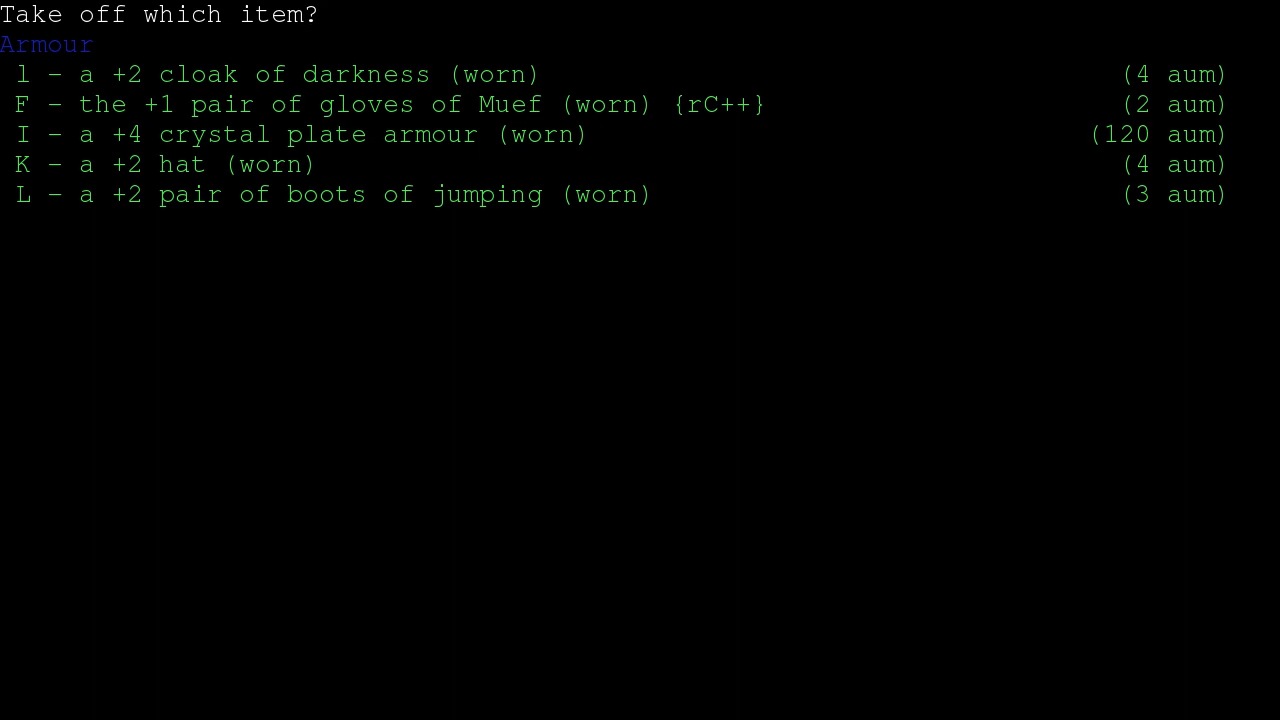 Take off which item?
Armour
l - a +2 cloak of darkness (worn) (4 aum)
F - the +1 pair of gloves of Muef (worn) {rC++} (2 aum)
I - a +4 crystal plate armour (worn) (120 aum)
K - a +2 hat (worn) (4 aum)
L - a +2 pair of boots of jumping (worn) (3 aum)